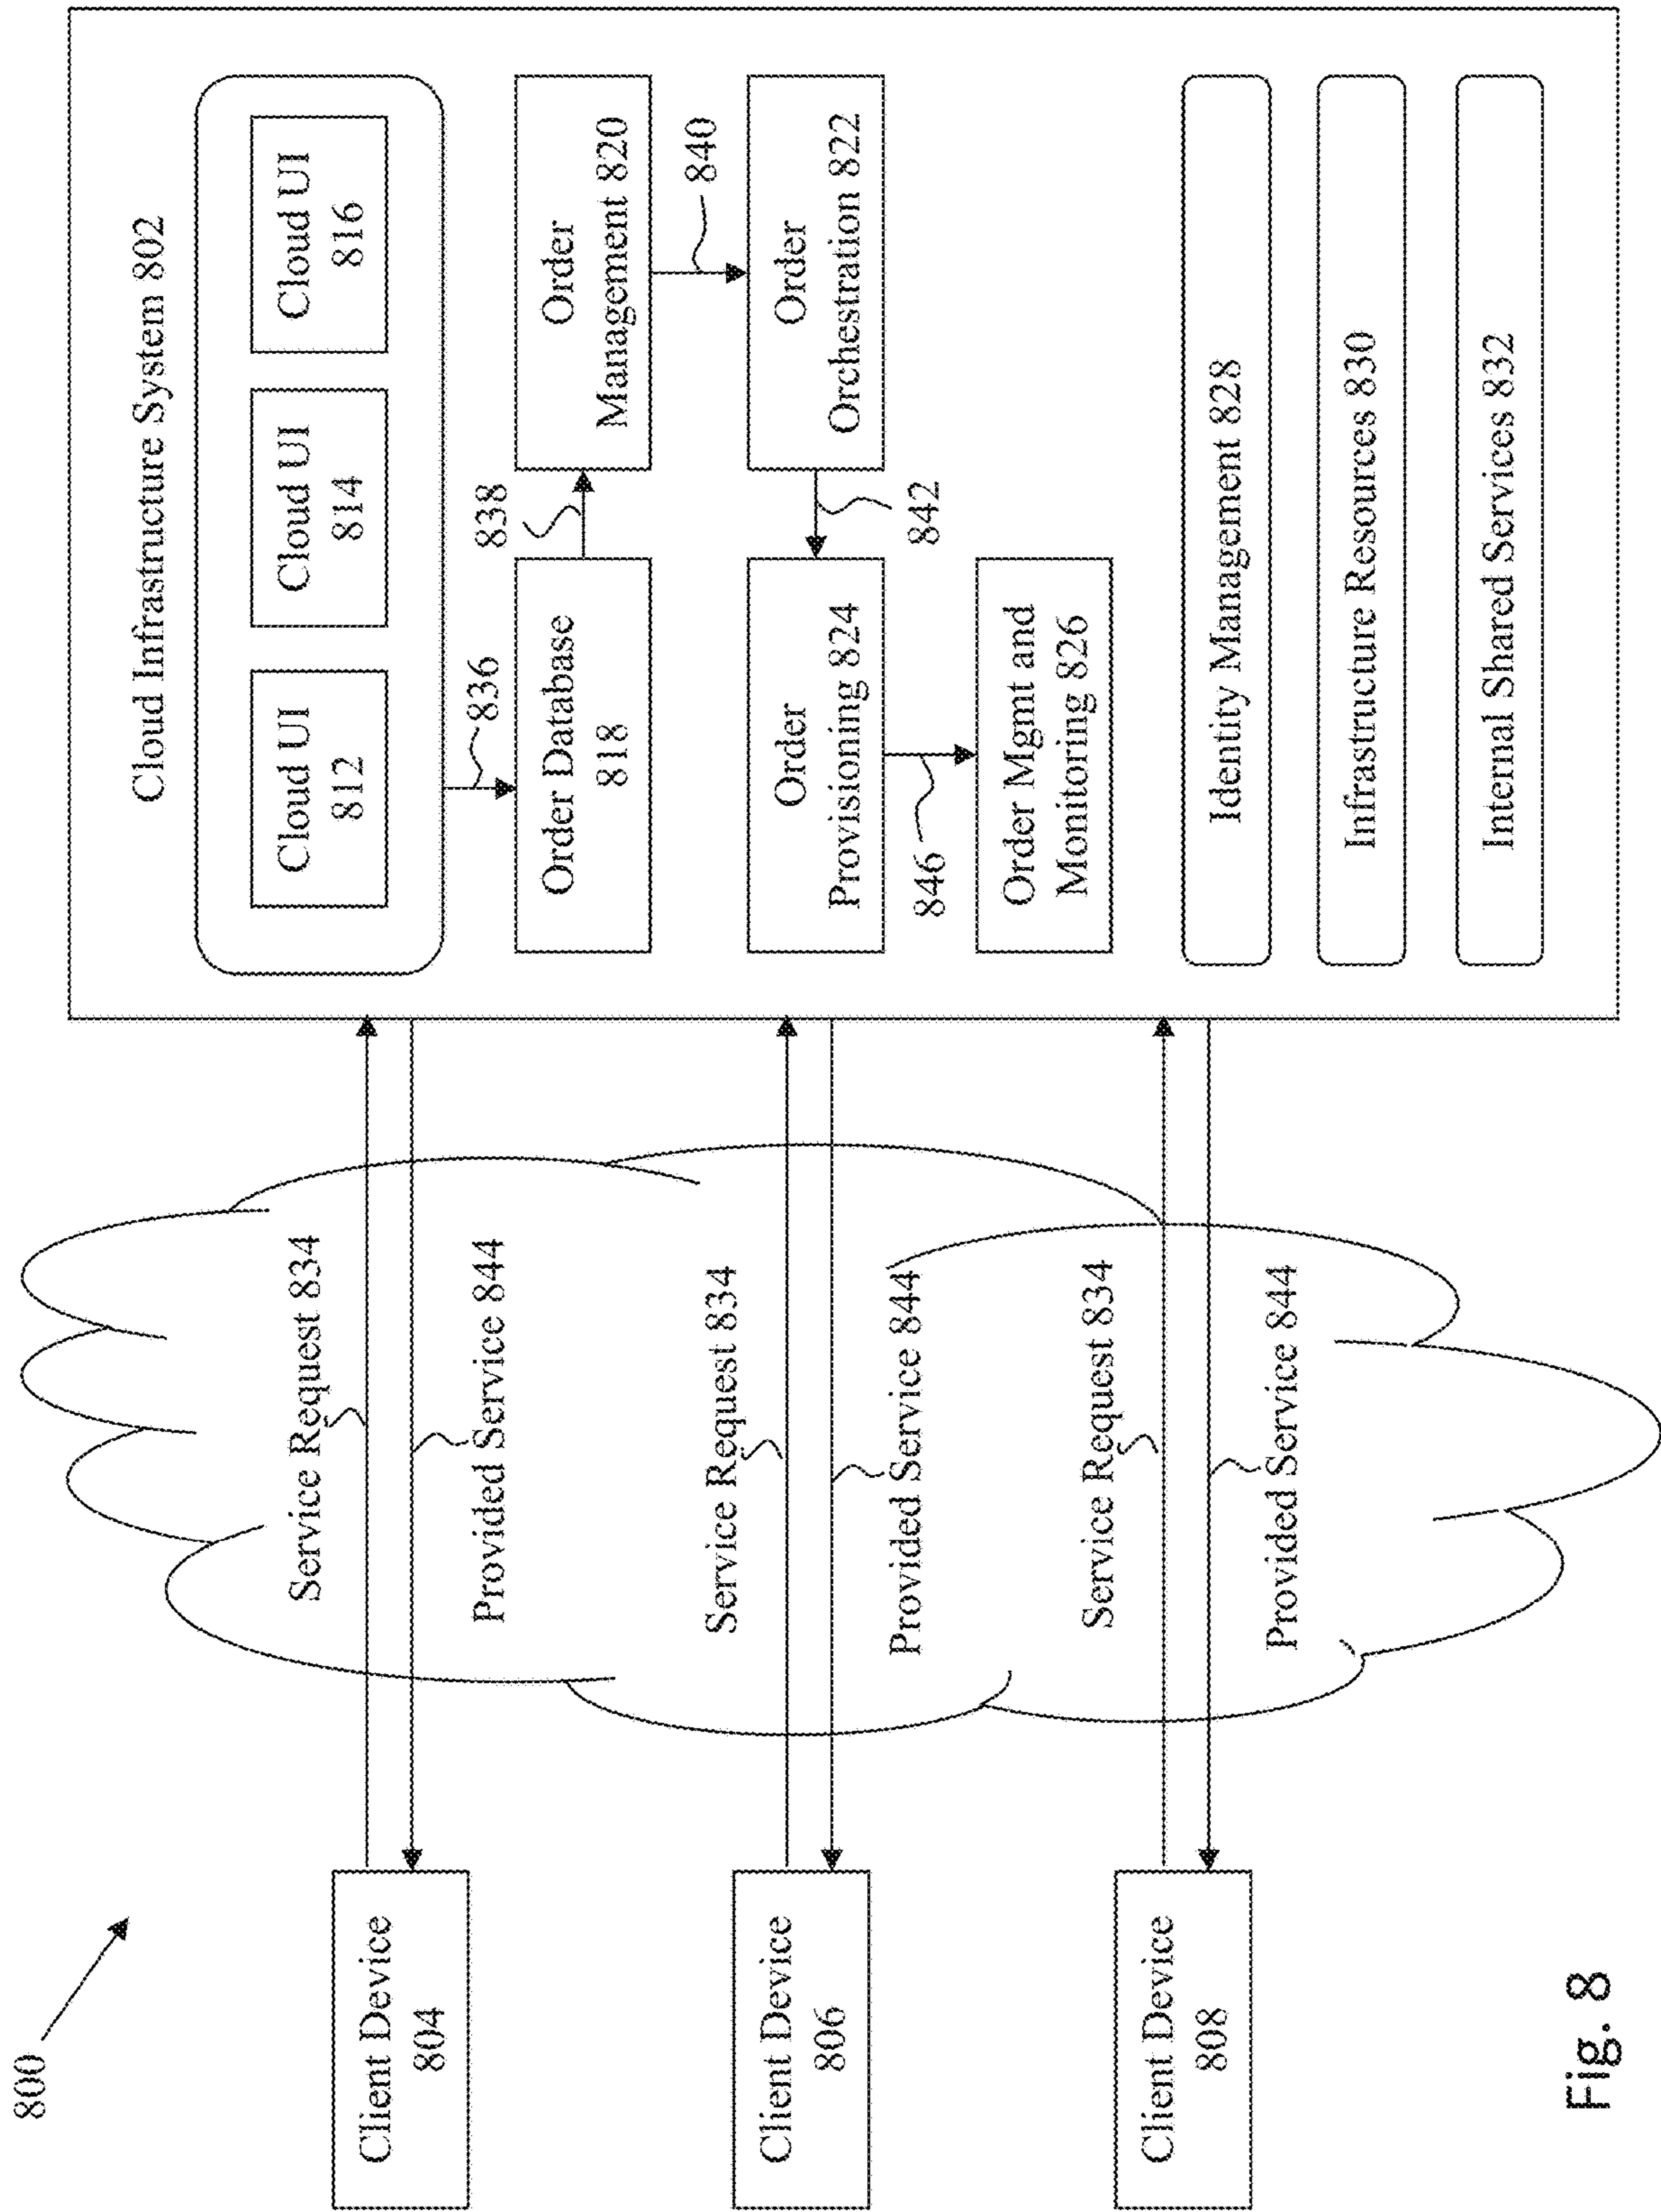 800
Cloud Infrastructure System 802
Cloud UI
812
Cloud UI
814
Cloud UI
816
836
838
Order Database
818
Order
Management 820
840
Order
Provisioning 824
842
Order
Orchestration 822
846
Order Mgmt and
Monitoring 826
Identity Management 828
Infrastructure Resources 830
Internal Shared Services 832
Client Device
804
Service Request 834
Provided Service 844
Client Device
806
Service Request 834
Provided Service 844
Client Device
808
Service Request 834
Provided Service 844
Fig. 8